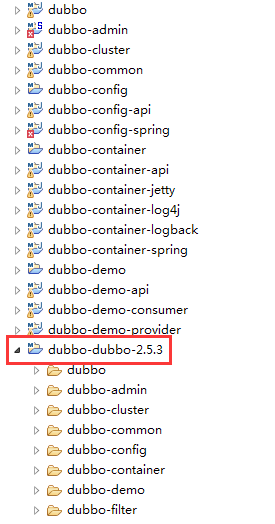 dubbo
dubbo-admin
dubbo-cluster
dubbo-common
dubbo-config
dubbo-config-api
dubbo-config-spring
dubbo-container
dubbo-container-api
dubbo-container-jetty
dubbo-container-log4j
dubbo-container-logback
dubbo-container-spring
dubbo-demo
dubbo-demo-api
dubbo-demo-consumer
dubbo-demo-provider
dubbo-dubbo-2.5.3
dubbo
dubbo-admin
dubbo-cluster
dubbo-common
dubbo-config
dubbo-container
dubbo-demo
dubbo-filter